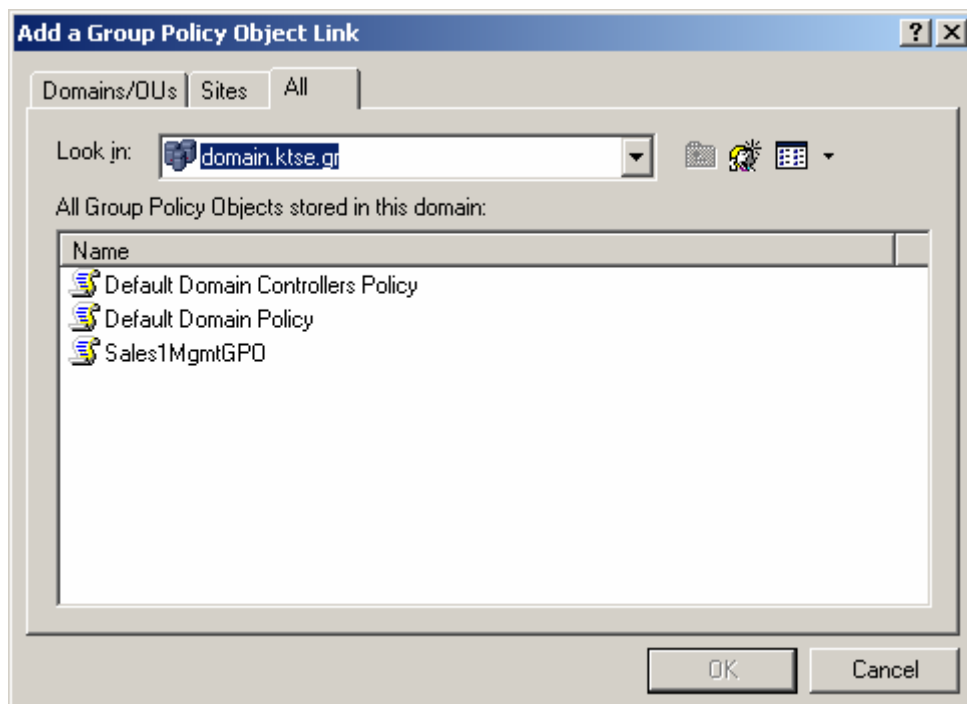 Add a Group Policy Object Link
Domains/OUs Sites All
Look in: domain.ktse.gr
All Group Policy Objects stored in this domain:
Name
Default Domain Controllers Policy
Default Domain Policy
Sales1MgmtGPO
OK Cancel